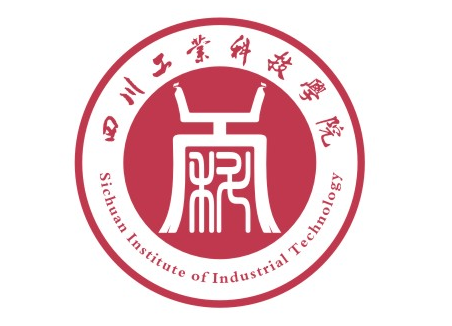 四川工業科技學院
Sichuan Institute of Industrial Technology